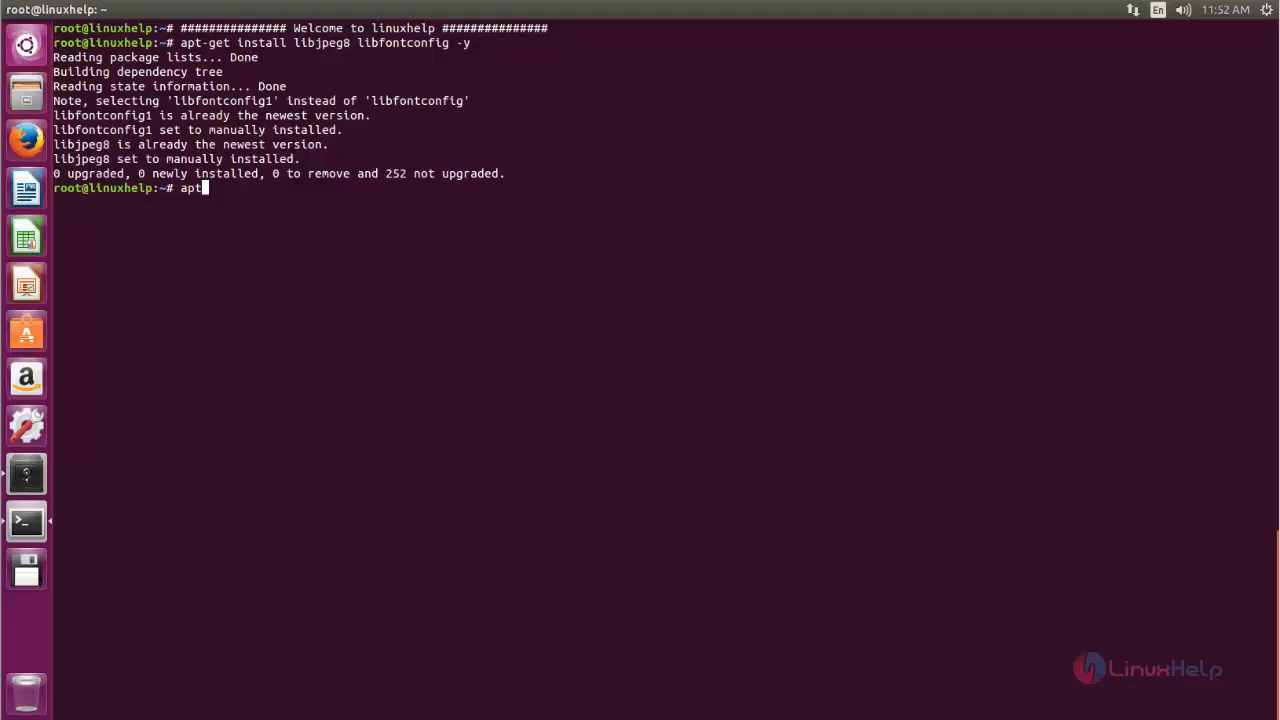 root@linuxhelp: ~
En
11:52 AM
root@linuxhelp:~# ############### Welcome to linuxhelp ###############
root@linuxhelp:~# apt-get install libjpeg8 libfontconfig -y
Reading package lists... Done
Building dependency tree
Reading state information... Done
Note, selecting 'libfontconfig1' instead of 'libfontconfig'
libfontconfig1 is already the newest version.
libfontconfig1 set to manually installed.
libjpeg8 is already the newest version.
libjpeg8 set to manually installed.
0 upgraded, 0 newly installed, 0 to remove and 252 not upgraded.
root@linuxhelp:~# apt
a
>_
LinuxHelp